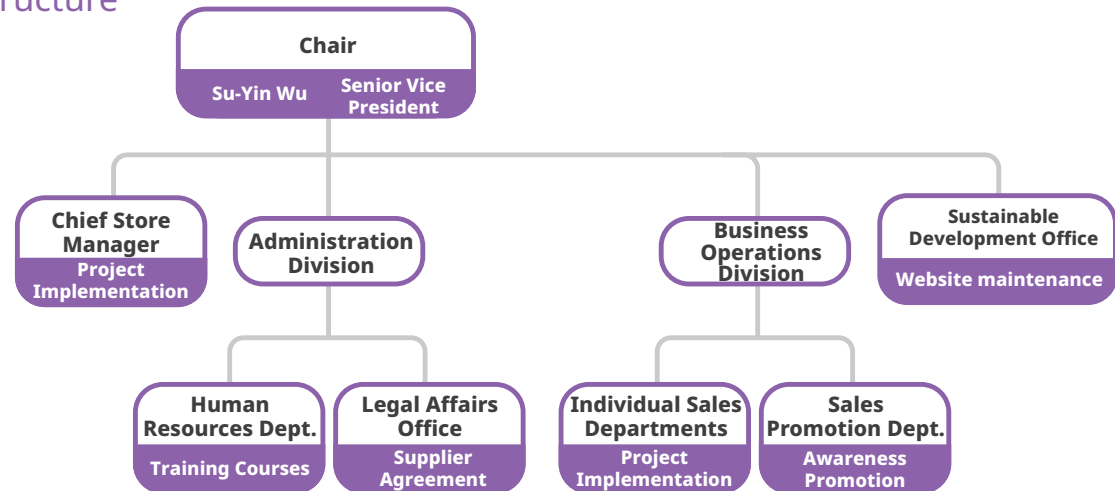 Chair
Su-Yin Wu
Senior Vice
President
Chief Store
Manager
Project
Implementation
Administration
Division
Business
Operations
Division
Sustainable
Development Office
Website maintenance
Human
Resources Dept.
Training Courses
Legal Affairs
Office
Supplier
Agreement
Individual Sales
Departments
Project
Implementation
Sales
Promotion Dept.
Awareness
Promotion